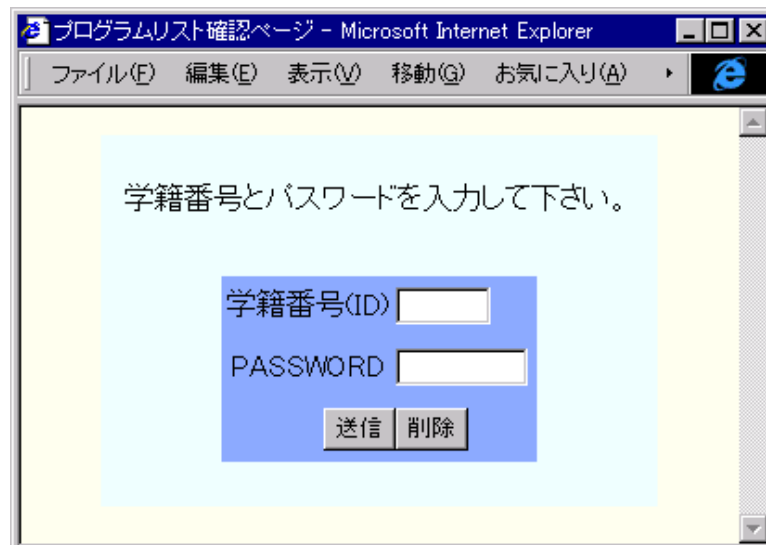 プログラムリスト確認ページ - Microsoft Internet Explorer
ファイル(F) 編集(E) 表示(V) 移動(G) お気に入り(A)
学籍番号とパスワードを入力して下さい。
学籍番号(ID)
PASSWORD
送信 削除